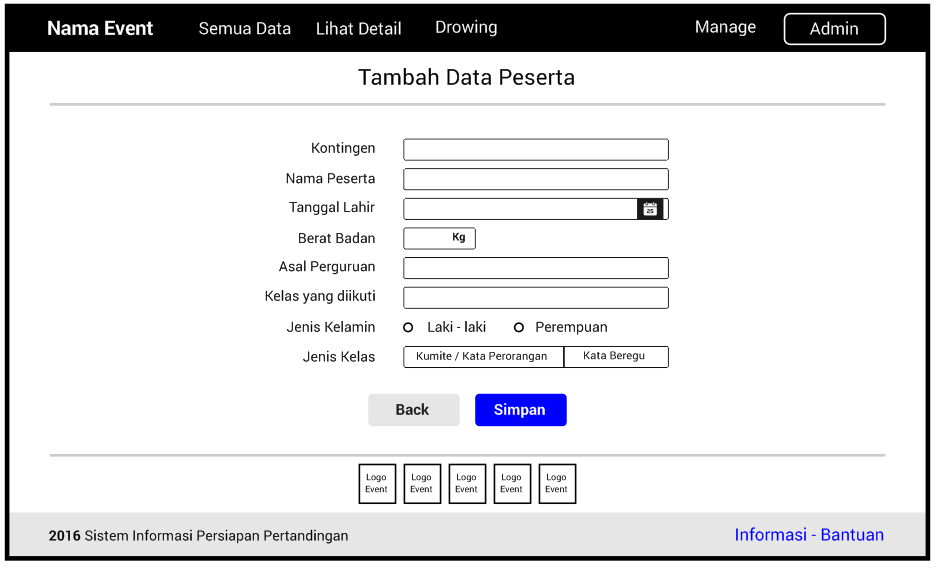 Nama Event Semua Data Lihat Detail Drowing Manage Admin
Tambah Data Peserta
Kontingen
Nama Peserta
Tanggal Lahir 25
Berat Badan Kg
Asal Perguruan
Kelas yang diikuti
Jenis Kelamin Laki - laki Perempuan
Jenis Kelas Kumite / Kata Perorangan Kata Beregu
Back Simpan
Logo Event Logo Event Logo Event Logo Event Logo Event
2016 Sistem Informasi Persiapan Pertandingan Informasi - Bantuan